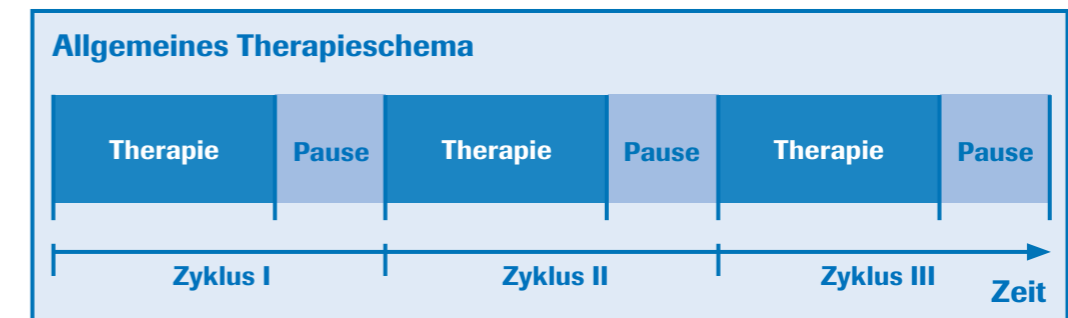 Allgemeines Therapieschema
Therapie Pause Therapie Pause Therapie Pause
Zyklus I Zyklus II Zyklus III
Zeit